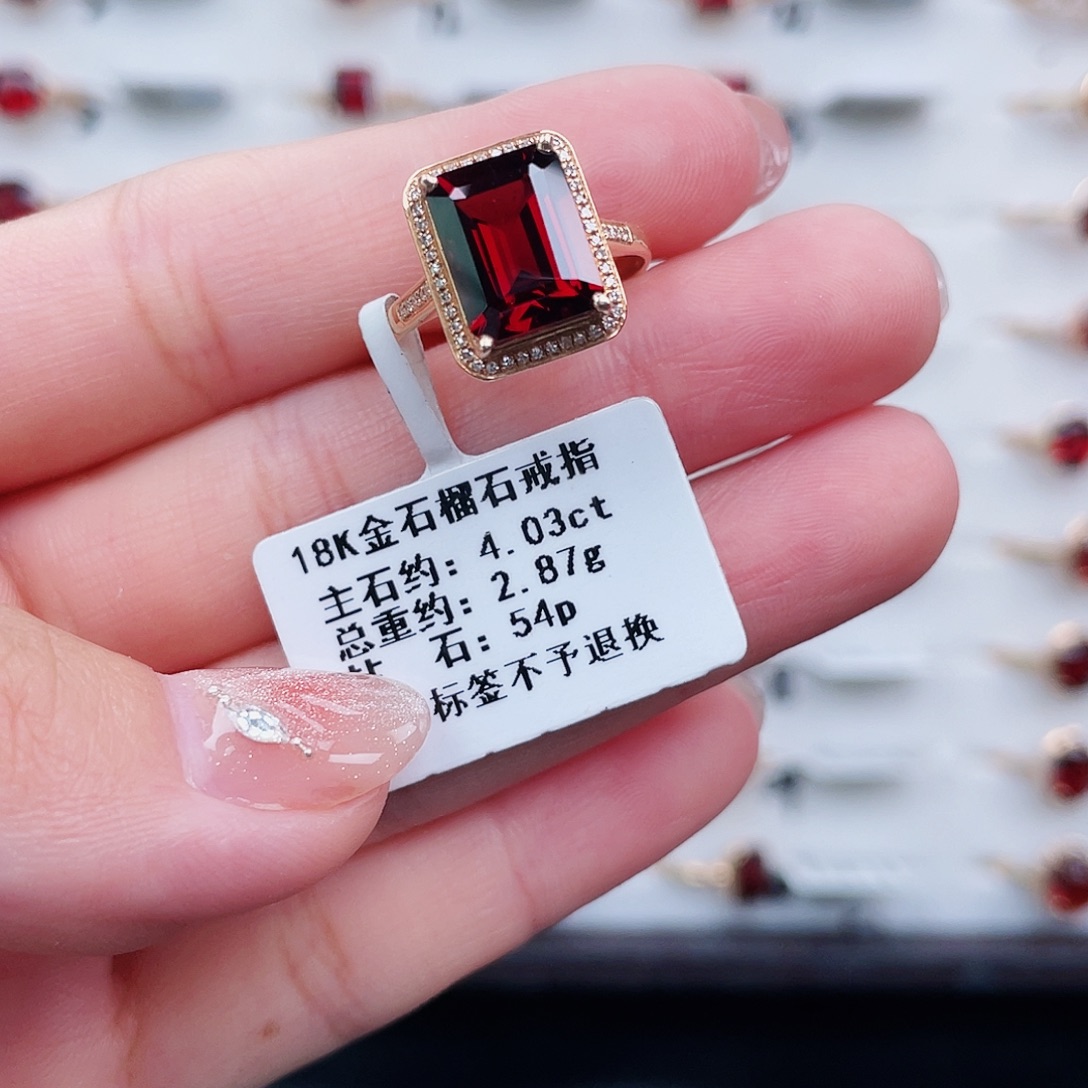 18K金石榴石戒指
主石约: 4.03ct
总重约: 2.87g
石: 54p
标签不予退换